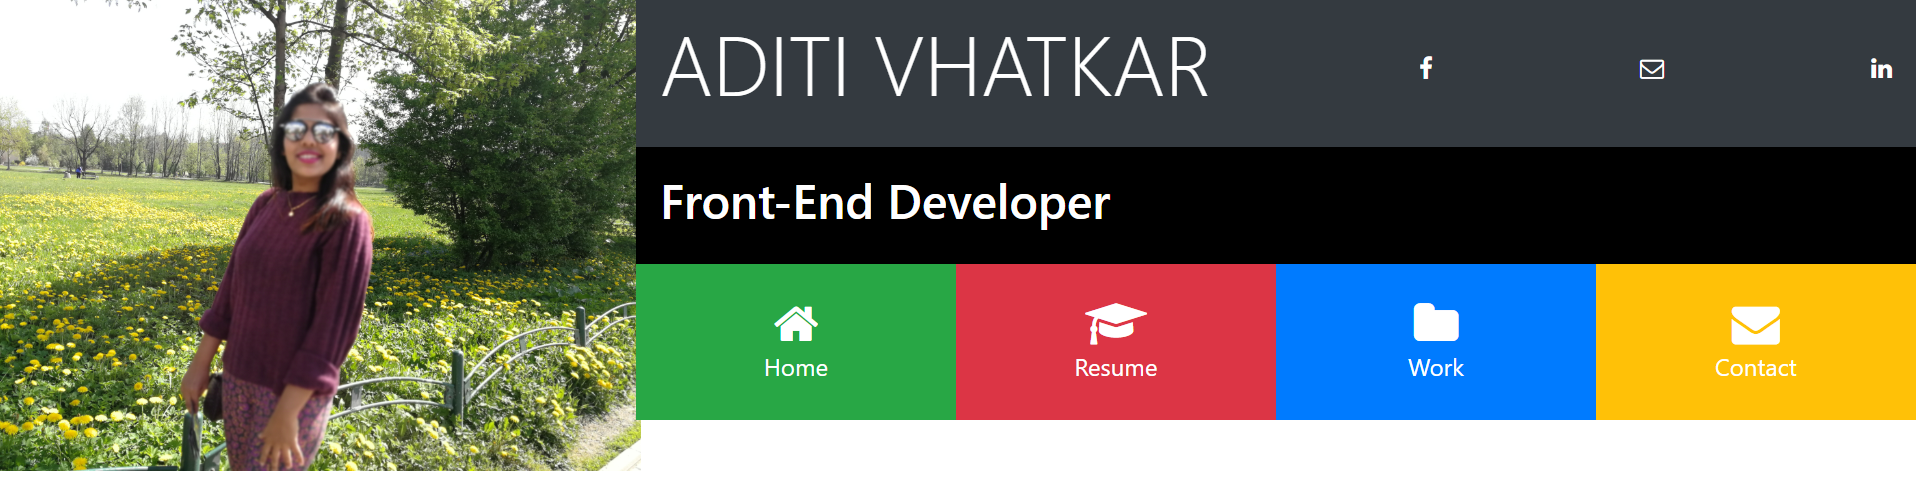 ADITI VHATKAR
Front-End Developer
Home
Resume
Work
Contact